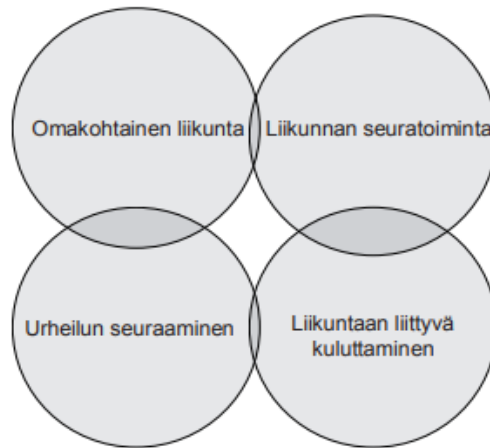 Omakohtainen liikunta
Liikunnan seuratoiminta
Urheilun seuraaminen
Liikuntaan liittyvä
kuluttaminen